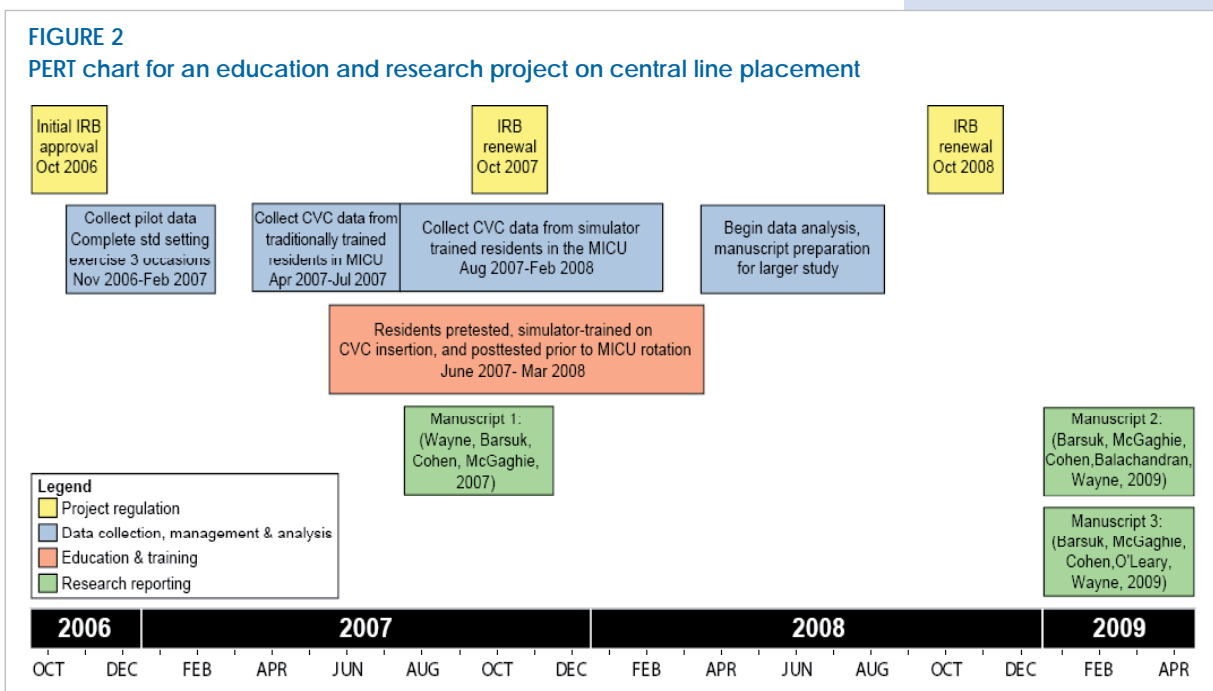 FIGURE 2
PERT chart for an education and research project on central line placement
Initial IRB
approval
Oct 2006
IRB
renewal
Oct 2007
IRB
renewal
Oct 2008
Collect pilot data
Complete std setting
exercise 3 occasions
Nov 2006-Feb 2007
Collect CVC data from
traditionally trained
residents in MICU
Apr 2007-Jul 2007
Collect CVC data from simulator
trained residents in the MICU
Aug 2007-Feb 2008
Begin data analysis,
manuscript preparation
for larger study
Residents pretested, simulator-trained on
CVC insertion, and posttested prior to MICU rotation
June 2007- Mar 2008
Manuscript 1:
(Wayne, Barsuk,
Cohen, McGaghie,
2007)
Manuscript 2:
(Barsuk, McGaghie,
Cohen,Balachandran,
Wayne, 2009)
Manuscript 3:
(Barsuk, McGaghie,
Cohen,O'Leary,
Wayne, 2009)
Legend
Project regulation
Data collection, management & analysis
Education & training
Research reporting
2006 2007 2008 2009
OCT DEC FEB APR JUN AUG OCT DEC FEB APR JUN AUG OCT DEC FEB APR